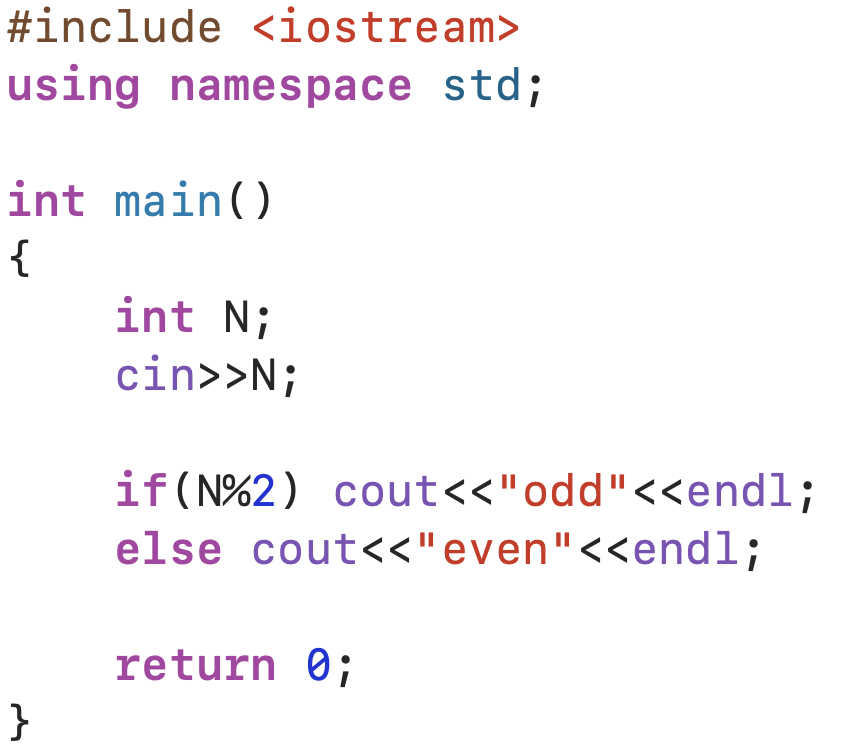 #include <iostream>
using namespace std;
int main()
{
int N;
cin>>N;
if(N%2) cout<<"odd"<<endl;
else cout<<"even"<<endl;
return 0;
}